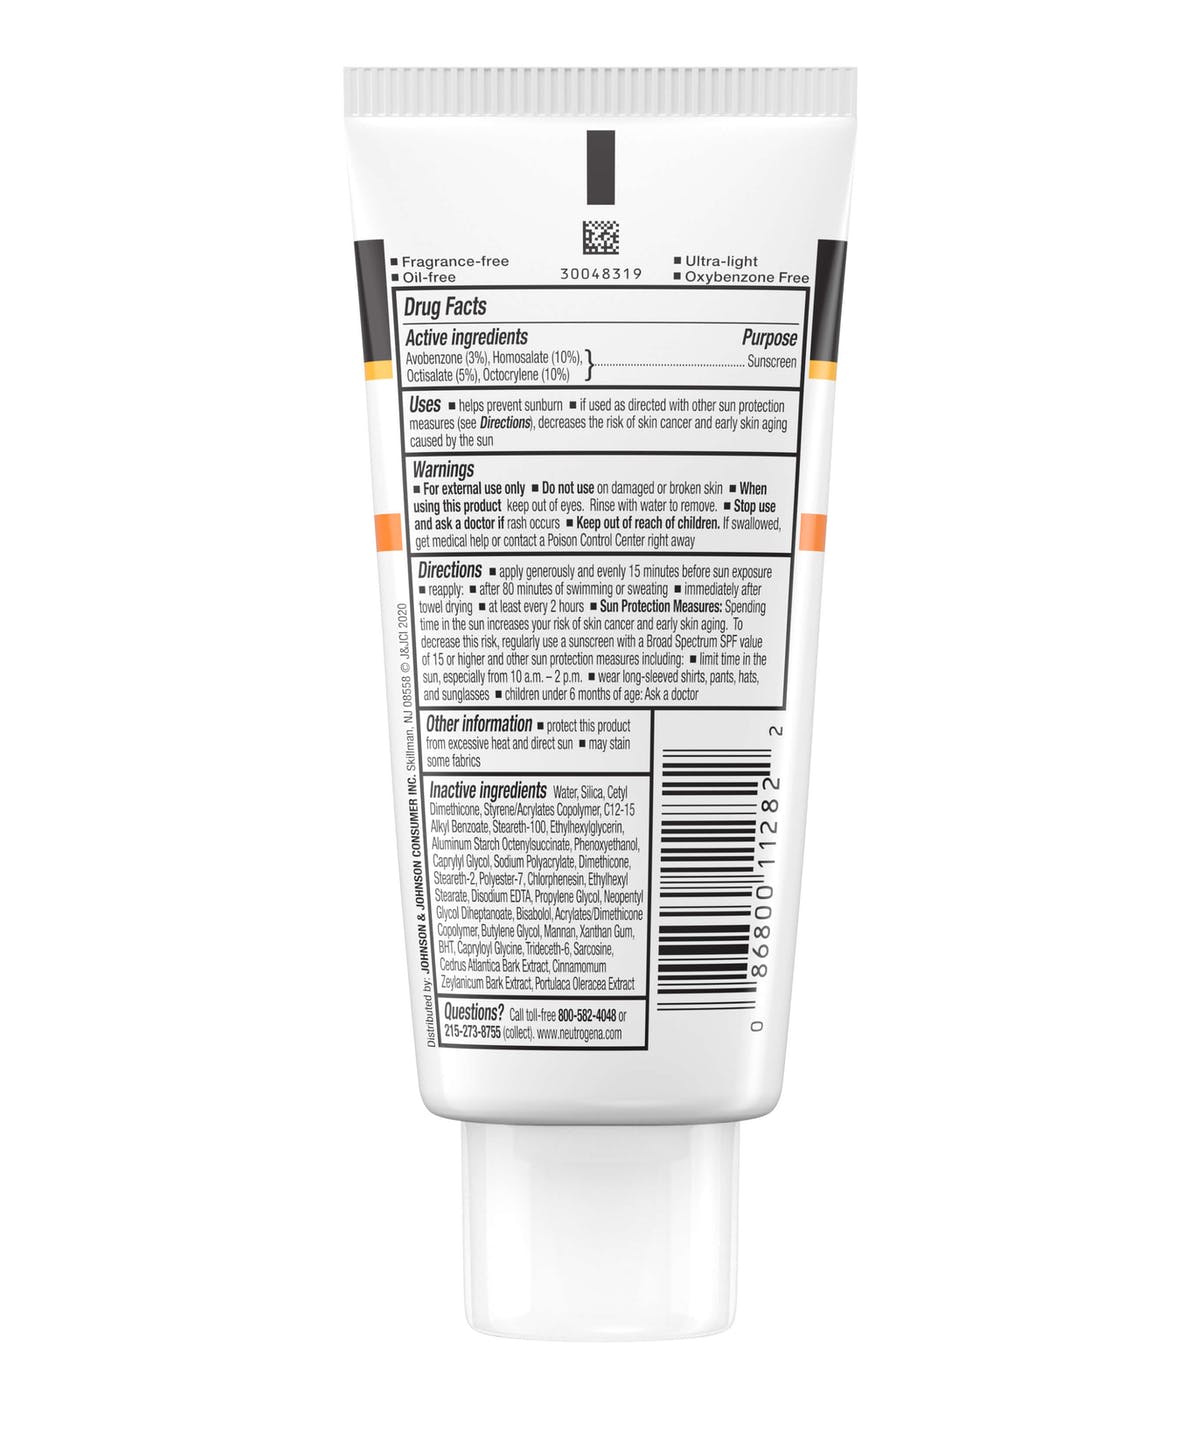 ■ Fragrance-free
■ Oil-free
30048319
■ Ultra-light
■ Oxybenzone Free
Drug Facts
Active ingredients Purpose
Avobenzone (3%), Homosalate (10%),
Octisalate (5%), Octocrylene (10%) } Sunscreen
Uses ■ helps prevent sunburn ■ if used as directed with other sun protection
measures (see Directions), decreases the risk of skin cancer and early skin aging
caused by the sun
Warnings
■ For external use only ■ Do not use on damaged or broken skin ■ When
using this product keep out of eyes. Rinse with water to remove. ■ Stop use
and ask a doctor if rash occurs ■ Keep out of reach of children. If swallowed,
get medical help or contact a Poison Control Center right away
Directions ■ apply generously and evenly 15 minutes before sun exposure
■ reapply: ■ after 80 minutes of swimming or sweating ■ immediately after
towel drying ■ at least every 2 hours ■ Sun Protection Measures: Spending
time in the sun increases your risk of skin cancer and early skin aging. To
decrease this risk, regularly use a sunscreen with a Broad Spectrum SPF value
of 15 or higher and other sun protection measures including: ■ limit time in the
sun, especially from 10 a.m. – 2 p.m. ■ wear long-sleeved shirts, pants, hats,
and sunglasses ■ children under 6 months of age: Ask a doctor
Other information ■ protect this product
from excessive heat and direct sun ■ may stain
some fabrics
Inactive ingredients Water, Silica, Cetyl
Dimethicone, Styrene/Acrylates Copolymer, C12-15
Alkyl Benzoate, Steareth-100, Ethylhexylglycerin,
Aluminum Starch Octenylsuccinate, Phenoxyethanol,
Caprylyl Glycol, Sodium Polyacrylate, Dimethicone,
Steareth-2, Polyester-7, Chlorphenesin, Ethylhexyl
Stearate, Disodium EDTA, Propylene Glycol, Neopentyl
Glycol Diheptanoate, Bisabolol, Acrylates/Dimethicone
Copolymer, Butylene Glycol, Mannan, Xanthan Gum,
BHT, Capryloyl Glycine, Trideceth-6, Sarcosine,
Cedrus Atlantica Bark Extract, Cinnamomum
Zeylanicum Bark Extract, Portulaca Oleracea Extract
Questions? Call toll-free 800-582-4048 or
215-273-8755 (collect). www.neutrogena.com
Distributed by: JOHNSON & JOHNSON CONSUMER INC. Skillman, NJ 08558 © J&JCI 2020
0 86800 11282 2